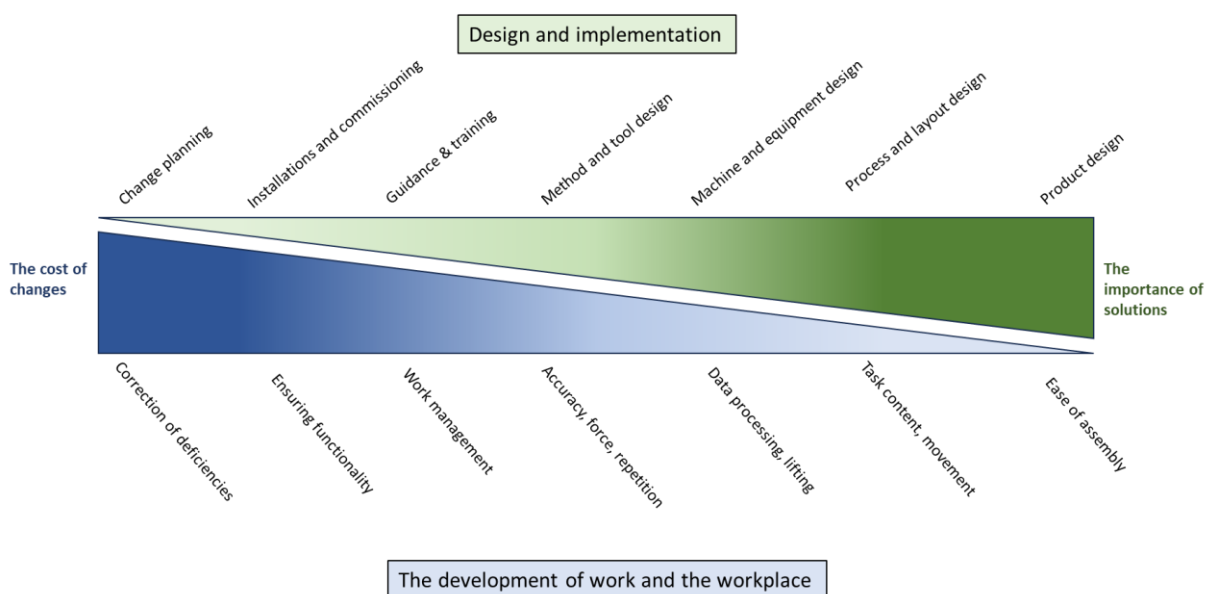 Design and implementation
Change planning
Installations and commissioning
Guidance & training
Method and tool design
Machine and equipment design
Process and layout design
Product design
The cost of
changes
The
importance of
solutions
Correction of deficiencies
Ensuring functionality
Work management
Accuracy, force, repetition
Data processing, lifting
Task content, movement
Ease of assembly
The development of work and the workplace